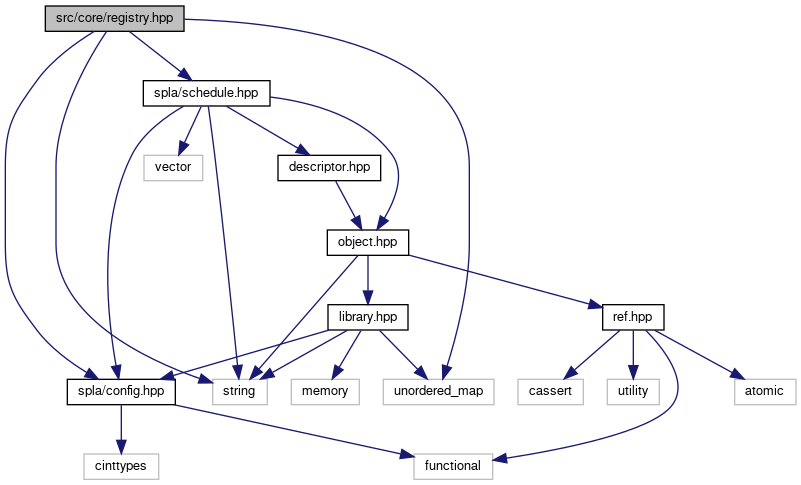 src/core/registry.hpp
spla/schedule.hpp
vector
descriptor.hpp
object.hpp
library.hpp
ref.hpp
spla/config.hpp
string
memory
unordered_map
cassert
utility
atomic
cinttypes
functional